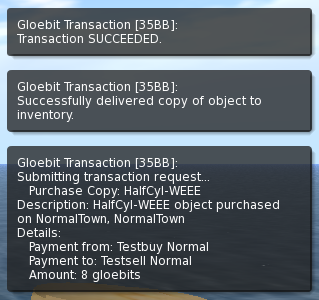 Gloebit Transaction [35BB]:
Transaction SUCCEEDED.
Gloebit Transaction [35BB]:
Successfully delivered copy of object to
inventory.
Gloebit Transaction [35BB]:
Submitting transaction request...
Purchase Copy: HalfCyl-WEEE
Description: HalfCyl-WEEE object purchased
on NormalTown, NormalTown
Details:
Payment from: Testbuy Normal
Payment to: Testsell Normal
Amount: 8 gloebits